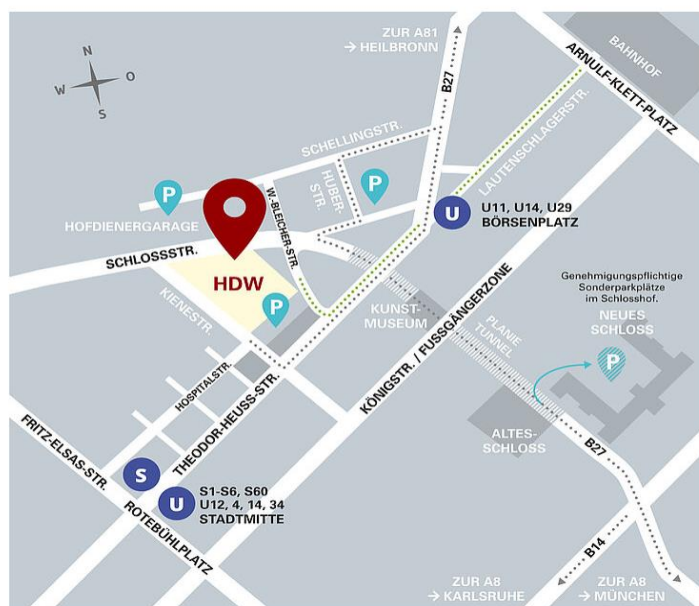 ZUR A81
→ HEILBRONN
BAHNHOF
ARNULF-KLETT-PLATZ
N
W
O
S
B27
SCHELLINGSTR.
LAUTENSCHLAGERSTR.
HUBER-
STR.
P
P
HOFDIENERGARAGE
W.-BLEICHER-STR.
U
U11, U14, U29
BÖRSENPLATZ
SCHLOSSSTR.
HDW
P
KIENESTR
KUNST-
MUSEUM
PLANIE
TUNNEL
Genehmigungspflichtige
Sonderparkplätze
im Schlosshof.
NEUES
SCHLOSS
P
KÖNIGSTR. / FUSSGÄNGERZONE
HOSPITALSTR.
THEODOR-HEUSS-STR.
ALTES-
SCHLOSS
B27
FRITZ-ELSAS-STR.
S
U
S1-S6, S60
U12, 4, 14, 34
STADTMITTE
ROTEBÜHLPLATZ
B14
ZUR A8
→ KARLSRUHE
ZUR A8
→ MÜNCHEN